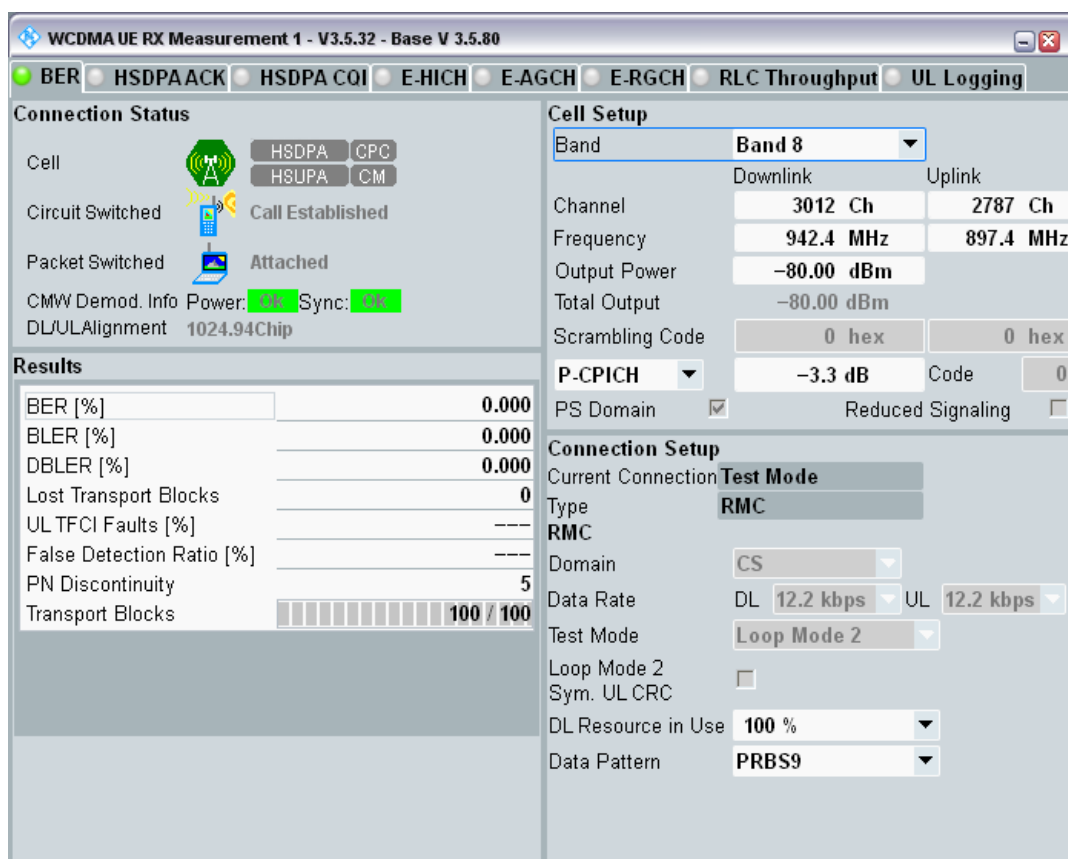 WCDMA UE RX Measurement 1 - V3.5.32 - Base V 3.5.80
BER HSDPA ACK HSDPA CQI E-HICH E-AGCH E-RGCH RLC Throughput UL Logging
Connection Status
Cell HSDPA CPC
HSUPA CM
Circuit Switched Call Established
Packet Switched Attached
CMW Demod. Info Power: Ok Sync: Ok
DL/ULAlignment 1024.94Chip
Results
BER [%] 0.000
BLER [%] 0.000
DBLER [%] 0.000
Lost Transport Blocks 0
UL TFCI Faults [%] ---
False Detection Ratio [%] ---
PN Discontinuity 5
Transport Blocks 100 / 100
Cell Setup
Band Band 8
Downlink Uplink
Channel 3012 Ch 2787 Ch
Frequency 942.4 MHz 897.4 MHz
Output Power -80.00 dBm
Total Output -80.00 dBm
Scrambling Code 0 hex 0 hex
P-CPICH -3.3 dB Code 0
PS Domain Reduced Signaling
Connection Setup
Current Connection Test Mode
Type RMC
RMC
Domain CS
Data Rate DL 12.2 kbps UL 12.2 kbps
Test Mode Loop Mode 2
Loop Mode 2
Sym. UL CRC
DL Resource in Use 100 %
Data Pattern PRBS9